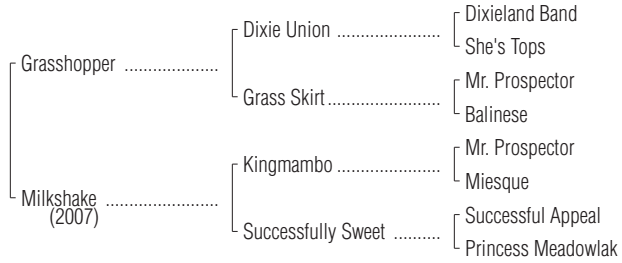 Dixieland Band
Dixie Union ....................
She's Tops
Grasshopper ..................
Mr. Prospector
Grass Skirt......................
Balinese
Mr. Prospector
Kingmambo ....................
Miesque
Milkshake ......................
(2007)
Successful Appeal
Successfully Sweet .........
Princess Meadowlak